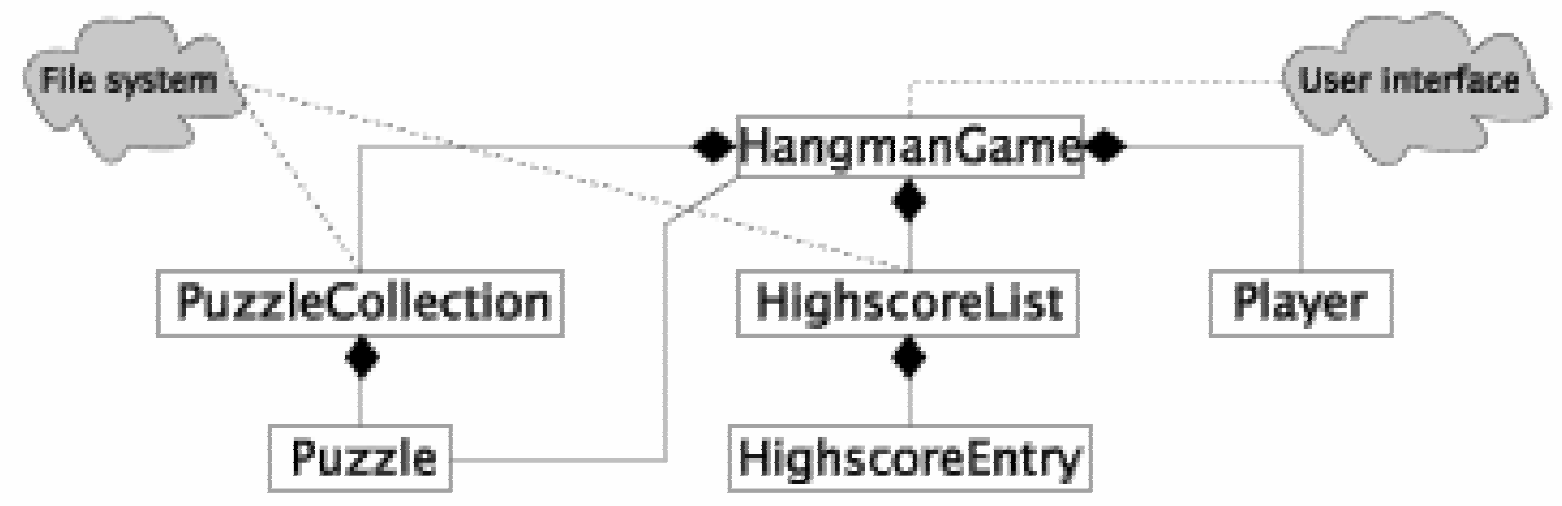 File system
User interface
HangmanGame
PuzzleCollection
HighscoreList
Player
Puzzle
HighscoreEntry